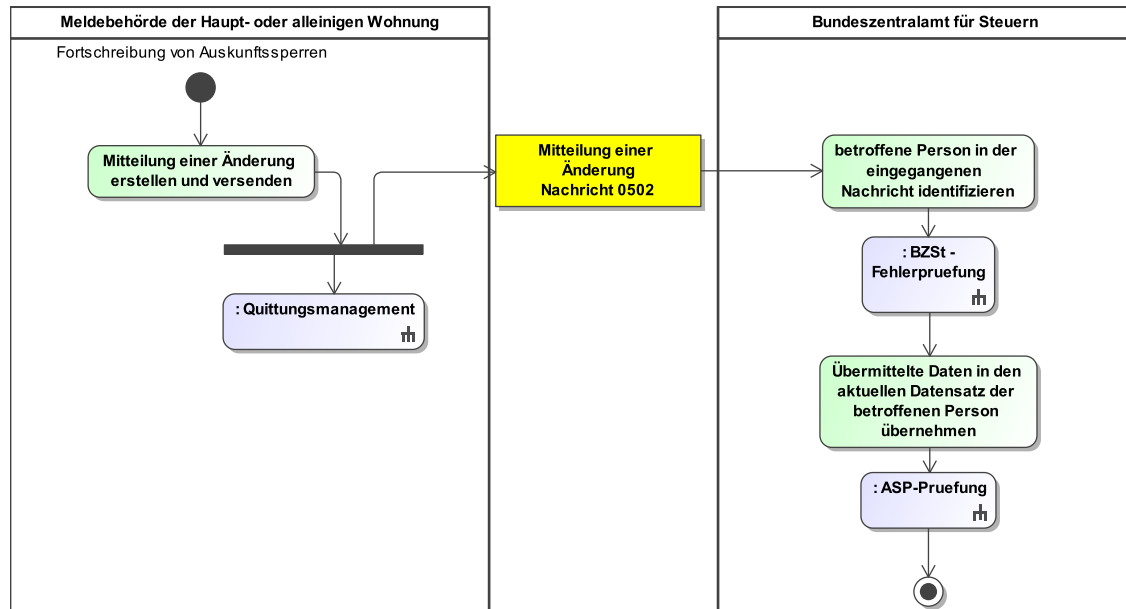 Meldebehörde der Haupt- oder alleinigen Wohnung
Fortschreibung von Auskunftssperren
Mitteilung einer Änderung
erstellen und versenden
: Quittungsmanagement
Mitteilung einer
Änderung
Nachricht 0502
Bundeszentralamt für Steuern
betroffene Person in der
eingegangenen
Nachricht identifizieren
: BZSt -
Fehlerpruefung
Übermittelte Daten in den
aktuellen Datensatz der
betroffenen Person
übernehmen
: ASP-Pruefung